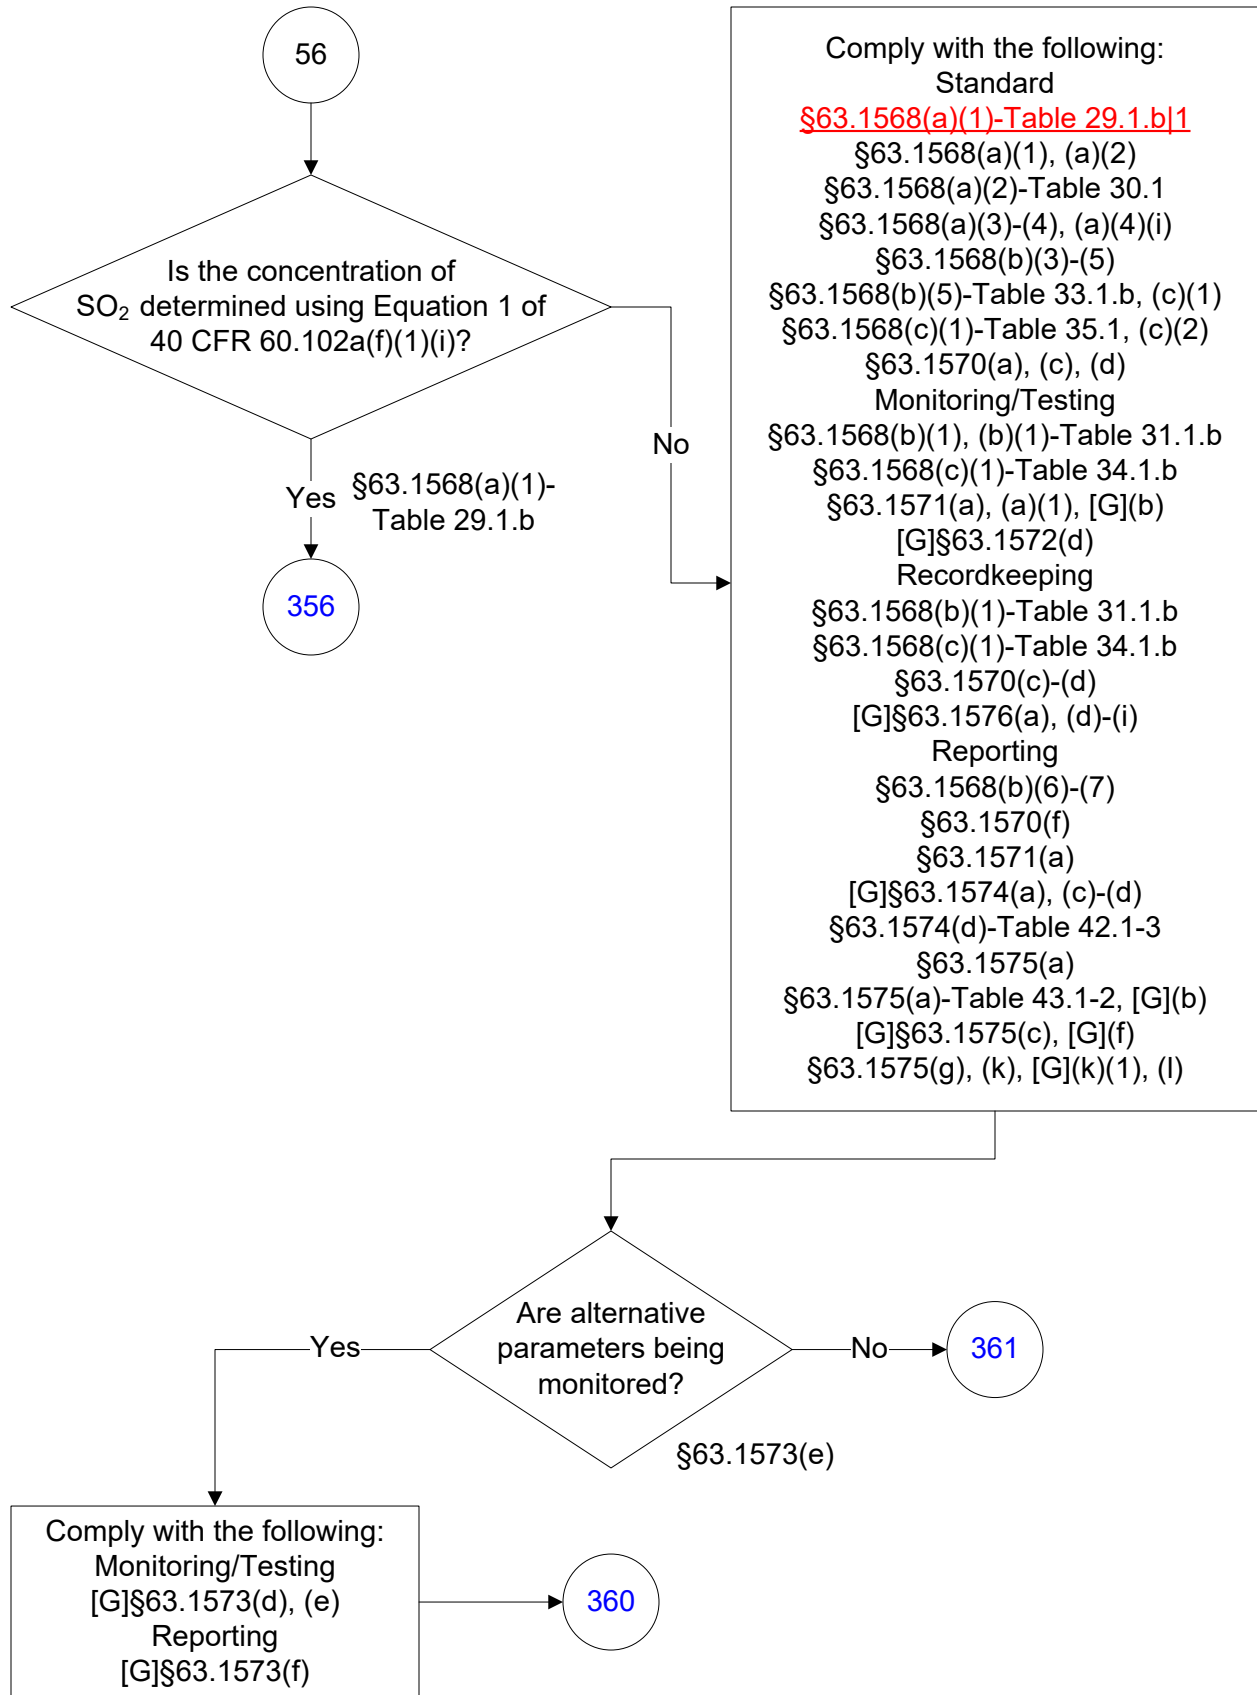 56
Is the concentration of
SO₂ determined using Equation 1 of
40 CFR 60.102a(f)(1)(i)?
Yes
§63.1568(a)(1)-
Table 29.1.b
356
No
Comply with the following:
Standard
§63.1568(a)(1)-Table 29.1.b|1
§63.1568(a)(1), (a)(2)
§63.1568(a)(2)-Table 30.1
§63.1568(a)(3)-(4), (a)(4)(i)
§63.1568(b)(3)-(5)
§63.1568(b)(5)-Table 33.1.b, (c)(1)
§63.1568(c)(1)-Table 35.1, (c)(2)
§63.1570(a), (c), (d)
Monitoring/Testing
§63.1568(b)(1), (b)(1)-Table 31.1.b
§63.1568(c)(1)-Table 34.1.b
§63.1571(a), (a)(1), [G](b)
[G]§63.1572(d)
Recordkeeping
§63.1568(b)(1)-Table 31.1.b
§63.1568(c)(1)-Table 34.1.b
§63.1570(c)-(d)
[G]§63.1576(a), (d)-(i)
Reporting
§63.1568(b)(6)-(7)
§63.1570(f)
§63.1571(a)
[G]§63.1574(a), (c)-(d)
§63.1574(d)-Table 42.1-3
§63.1575(a)
§63.1575(a)-Table 43.1-2, [G](b)
[G]§63.1575(c), [G](f)
§63.1575(g), (k), [G](k)(1), (l)
Are alternative
parameters being
monitored?
Yes
No
361
§63.1573(e)
Comply with the following:
Monitoring/Testing
[G]§63.1573(d), (e)
Reporting
[G]§63.1573(f)
360